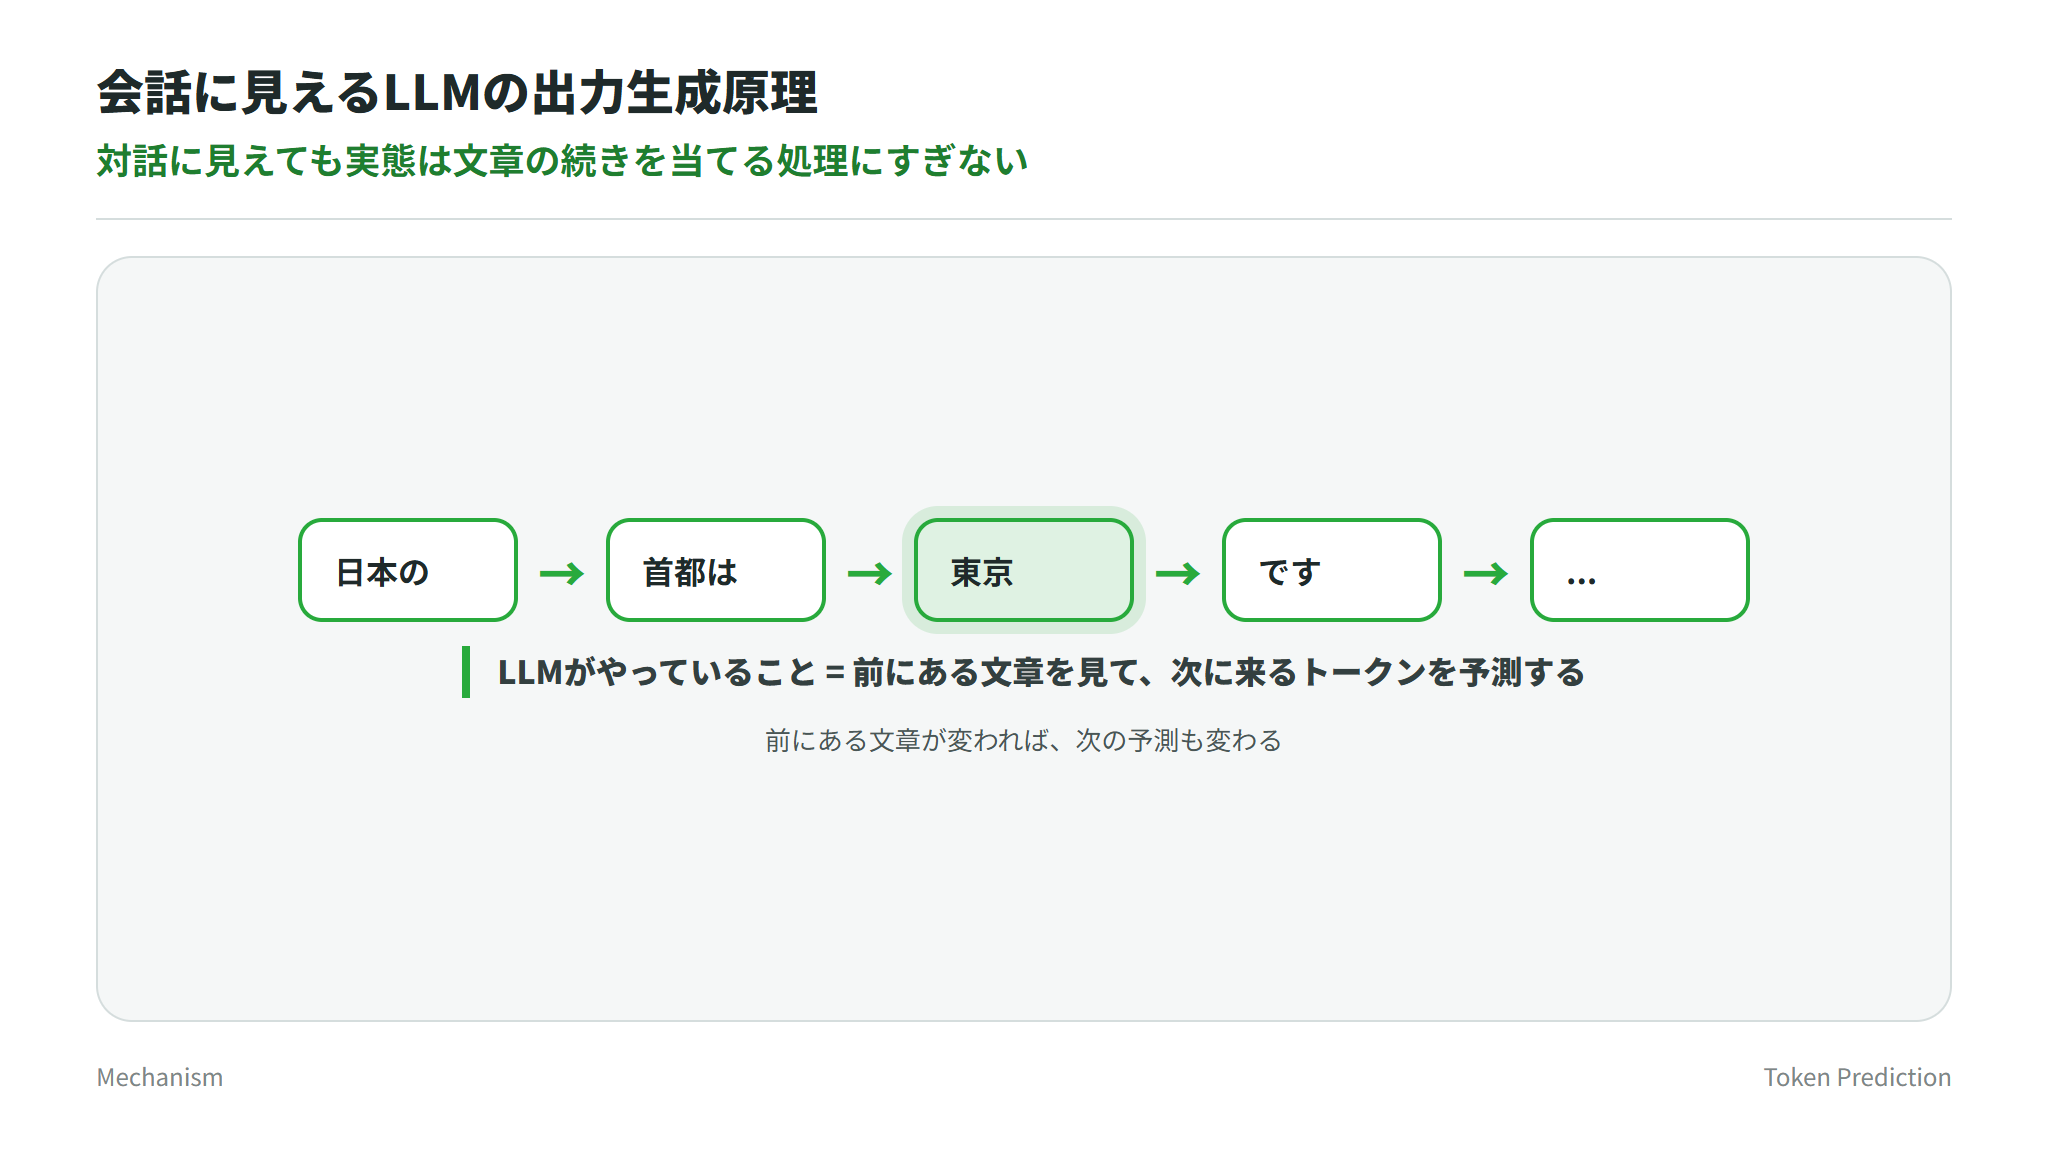 会話に見えるLLMの出力生成原理
対話に見えても実態は文章の続きを当てる処理にすぎない
日本の → 首都は → 東京 → です → ...
LLMがやっていること = 前にある文章を見て、次に来るトークンを予測する
前にある文章が変われば、次の予測も変わる
Mechanism
Token Prediction